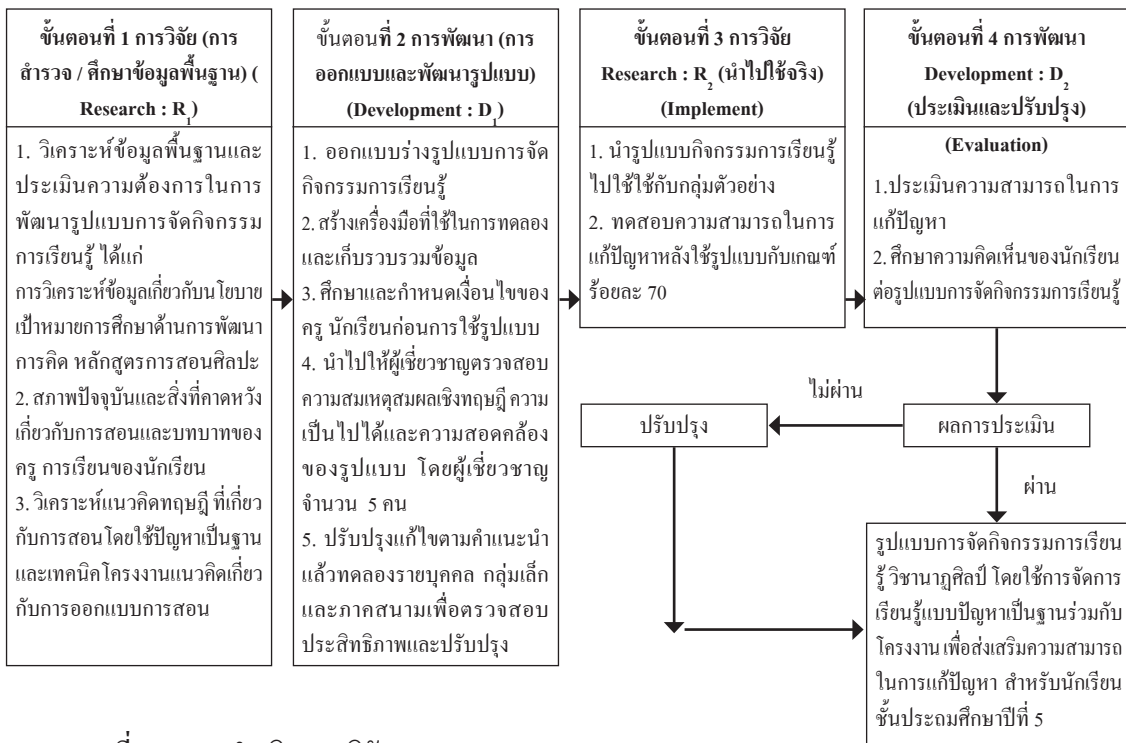 ขั้นตอนที่ 1 การวิจัย (การ
สำรวจ / ศึกษาข้อมูลพื้นฐาน) (
Research : R₁)
1. วิเคราะห์ข้อมูลพื้นฐานและ
ประเมินความต้องการในการ
พัฒนารูปแบบการจัดกิจกรรม
การเรียนรู้ ได้แก่
การวิเคราะห์ข้อมูลเกี่ยวกับนโยบาย
เป้าหมายการศึกษาด้านการพัฒนา
การคิด หลักสูตรการสอนศิลปะ
2. สภาพปัจจุบันและสิ่งที่คาดหวัง
เกี่ยวกับการสอนและบทบาทของ
ครู การเรียนของนักเรียน
3. วิเคราะห์แนวคิดทฤษฎี ที่เกี่ยว
กับการสอนโดยใช้ปัญหาเป็นฐาน
และเทคนิคโครงงานแนวคิดเกี่ยว
กับการออกแบบการสอน
ขั้นตอนที่ 2 การพัฒนา (การ
ออกแบบและพัฒนารูปแบบ)
(Development : D₁)
1. ออกแบบร่างรูปแบบการจัด
กิจกรรมการเรียนรู้
2. สร้างเครื่องมือที่ใช้ในการทดลอง
และเก็บรวบรวมข้อมูล
3. ศึกษาและกำหนดเงื่อนไขของ
ครู นักเรียนก่อนการใช้รูปแบบ
4. นำไปให้ผู้เชี่ยวชาญตรวจสอบ
ความสมเหตุสมผลเชิงทฤษฎี ความ
เป็นไปได้และความสอดคล้อง
ของรูปแบบ โดยผู้เชี่ยวชาญ
จำนวน 5 คน
5. ปรับปรุงแก้ไขตามคำแนะนำ
แล้วทดลองรายบุคคล กลุ่มเล็ก
และภาคสนามเพื่อตรวจสอบ
ประสิทธิภาพและปรับปรุง
ขั้นตอนที่ 3 การวิจัย
Research : R₂ (นำไปใช้จริง)
(Implement)
1. นำรูปแบบกิจกรรมการเรียนรู้
ไปใช้ใช้กับกลุ่มตัวอย่าง
2. ทดสอบความสามารถในการ
แก้ปัญหาหลังใช้รูปแบบกับเกณฑ์
ร้อยละ 70
ขั้นตอนที่ 4 การพัฒนา
Development : D₂
(ประเมินและปรับปรุง)
(Evaluation)
1.ประเมินความสามารถในการ
แก้ปัญหา
2. ศึกษาความคิดเห็นของนักเรียน
ต่อรูปแบบการจัดกิจกรรมการเรียนรู้
ไม่ผ่าน
ปรับปรุง
ผลการประเมิน
ผ่าน
รูปแบบการจัดกิจกรรมการเรียน
รู้ วิชานาฏศิลป์ โดยใช้การจัดการ
เรียนรู้แบบปัญหาเป็นฐานร่วมกับ
โครงงาน เพื่อส่งเสริมความสามารถ
ในการแก้ปัญหา สำหรับนักเรียน
ชั้นประถมศึกษาปีที่ 5